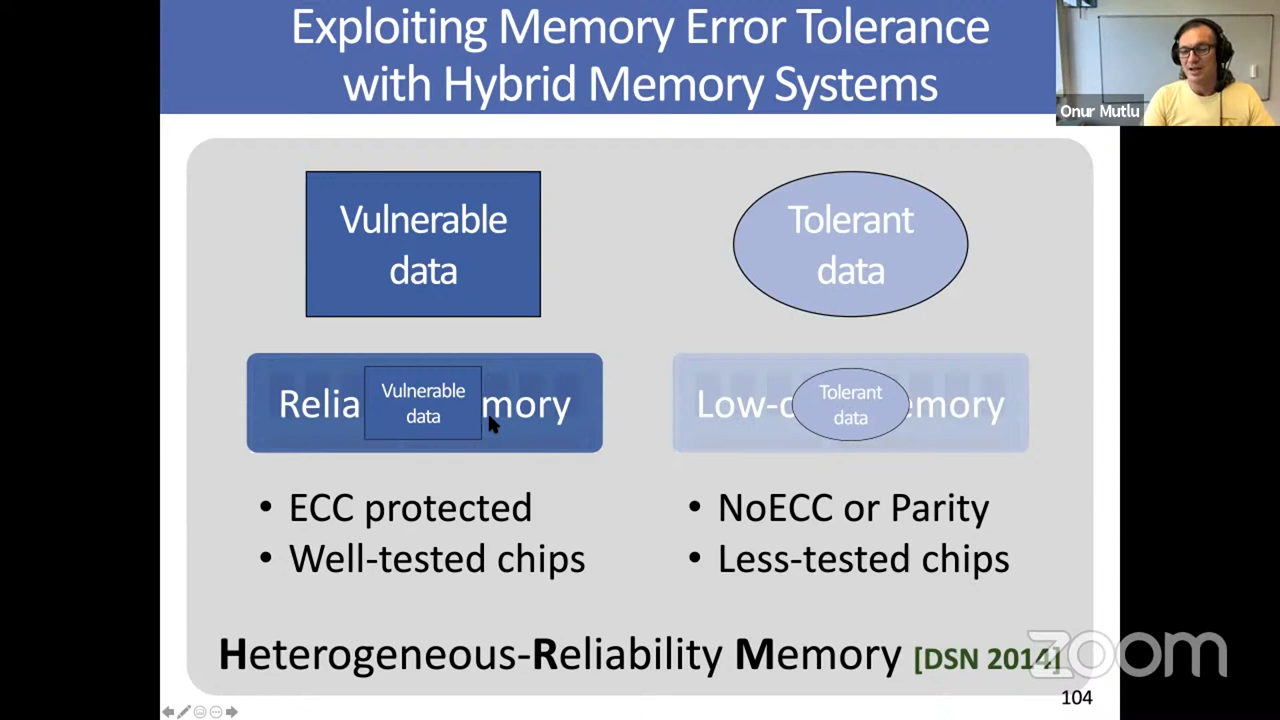 Exploiting Memory Error Tolerance
with Hybrid Memory Systems
Onur Mutlu
Vulnerable
data
Tolerant
data
Relia
Vulnerable
data
mory
Low-c
Tolerant
data
emory
• ECC protected
• Well-tested chips
• NoECC or Parity
• Less-tested chips
Heterogeneous-Reliability Memory [DSN 2014]
zoom
104